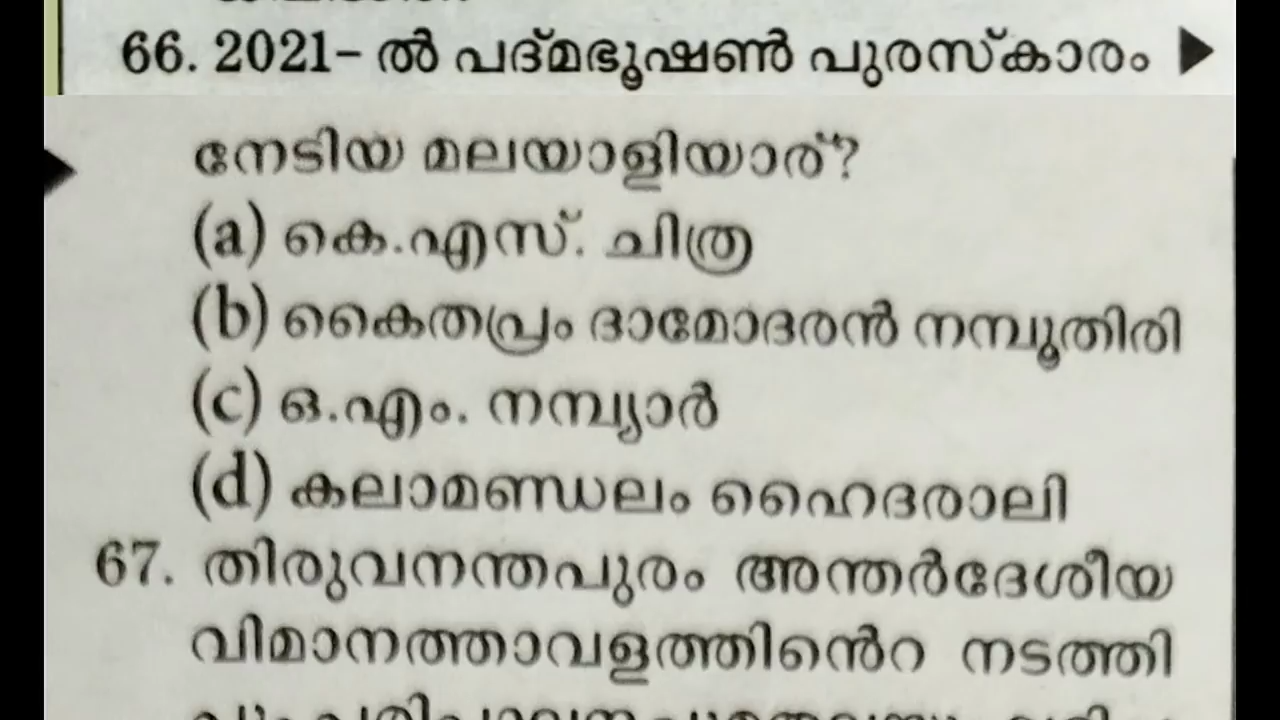 66. 2021– ൽ പദ്മഭൂഷൺ പുരസ്കാരം
നേടിയ മലയാളിയാര്?
(a) കെ.എസ്. ചിത്ര
(b) കൈതപ്രം ദാമോദരൻ നമ്പൂതിരി
(c) ഒ.എം. നമ്പ്യാർ
(d) കലാമണ്ഡലം ഹൈദരാലി
67. തിരുവനന്തപുരം അന്തർദേശീയ
വിമാനത്താവളത്തിൻെറ നടത്തി